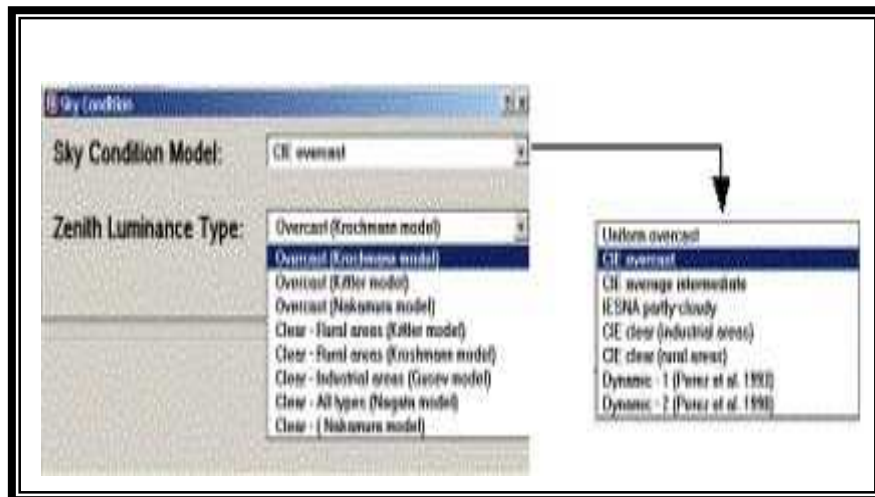 Sky Condition
Sky Condition Model:
CIE overcast
Zenith Luminance Type:
Overcast (Krochmann model)
Overcast (Krochmann model)
Overcast (Kittler model)
Overcast (Nakamura model)
Clear - Rural areas (Kittler model)
Clear - Rural areas (Krochmann model)
Clear - Industrial areas (Gusev model)
Clear - All types (Nagata model)
Clear - ( Nakamura model)
Uniform overcast
CIE overcast
CIE average intermediate
IESNA partly cloudy
CIE clear (industrial areas)
CIE clear (rural areas)
Dynamic - 1 (Perez et al. 1993)
Dynamic - 2 (Perez et al. 1990)